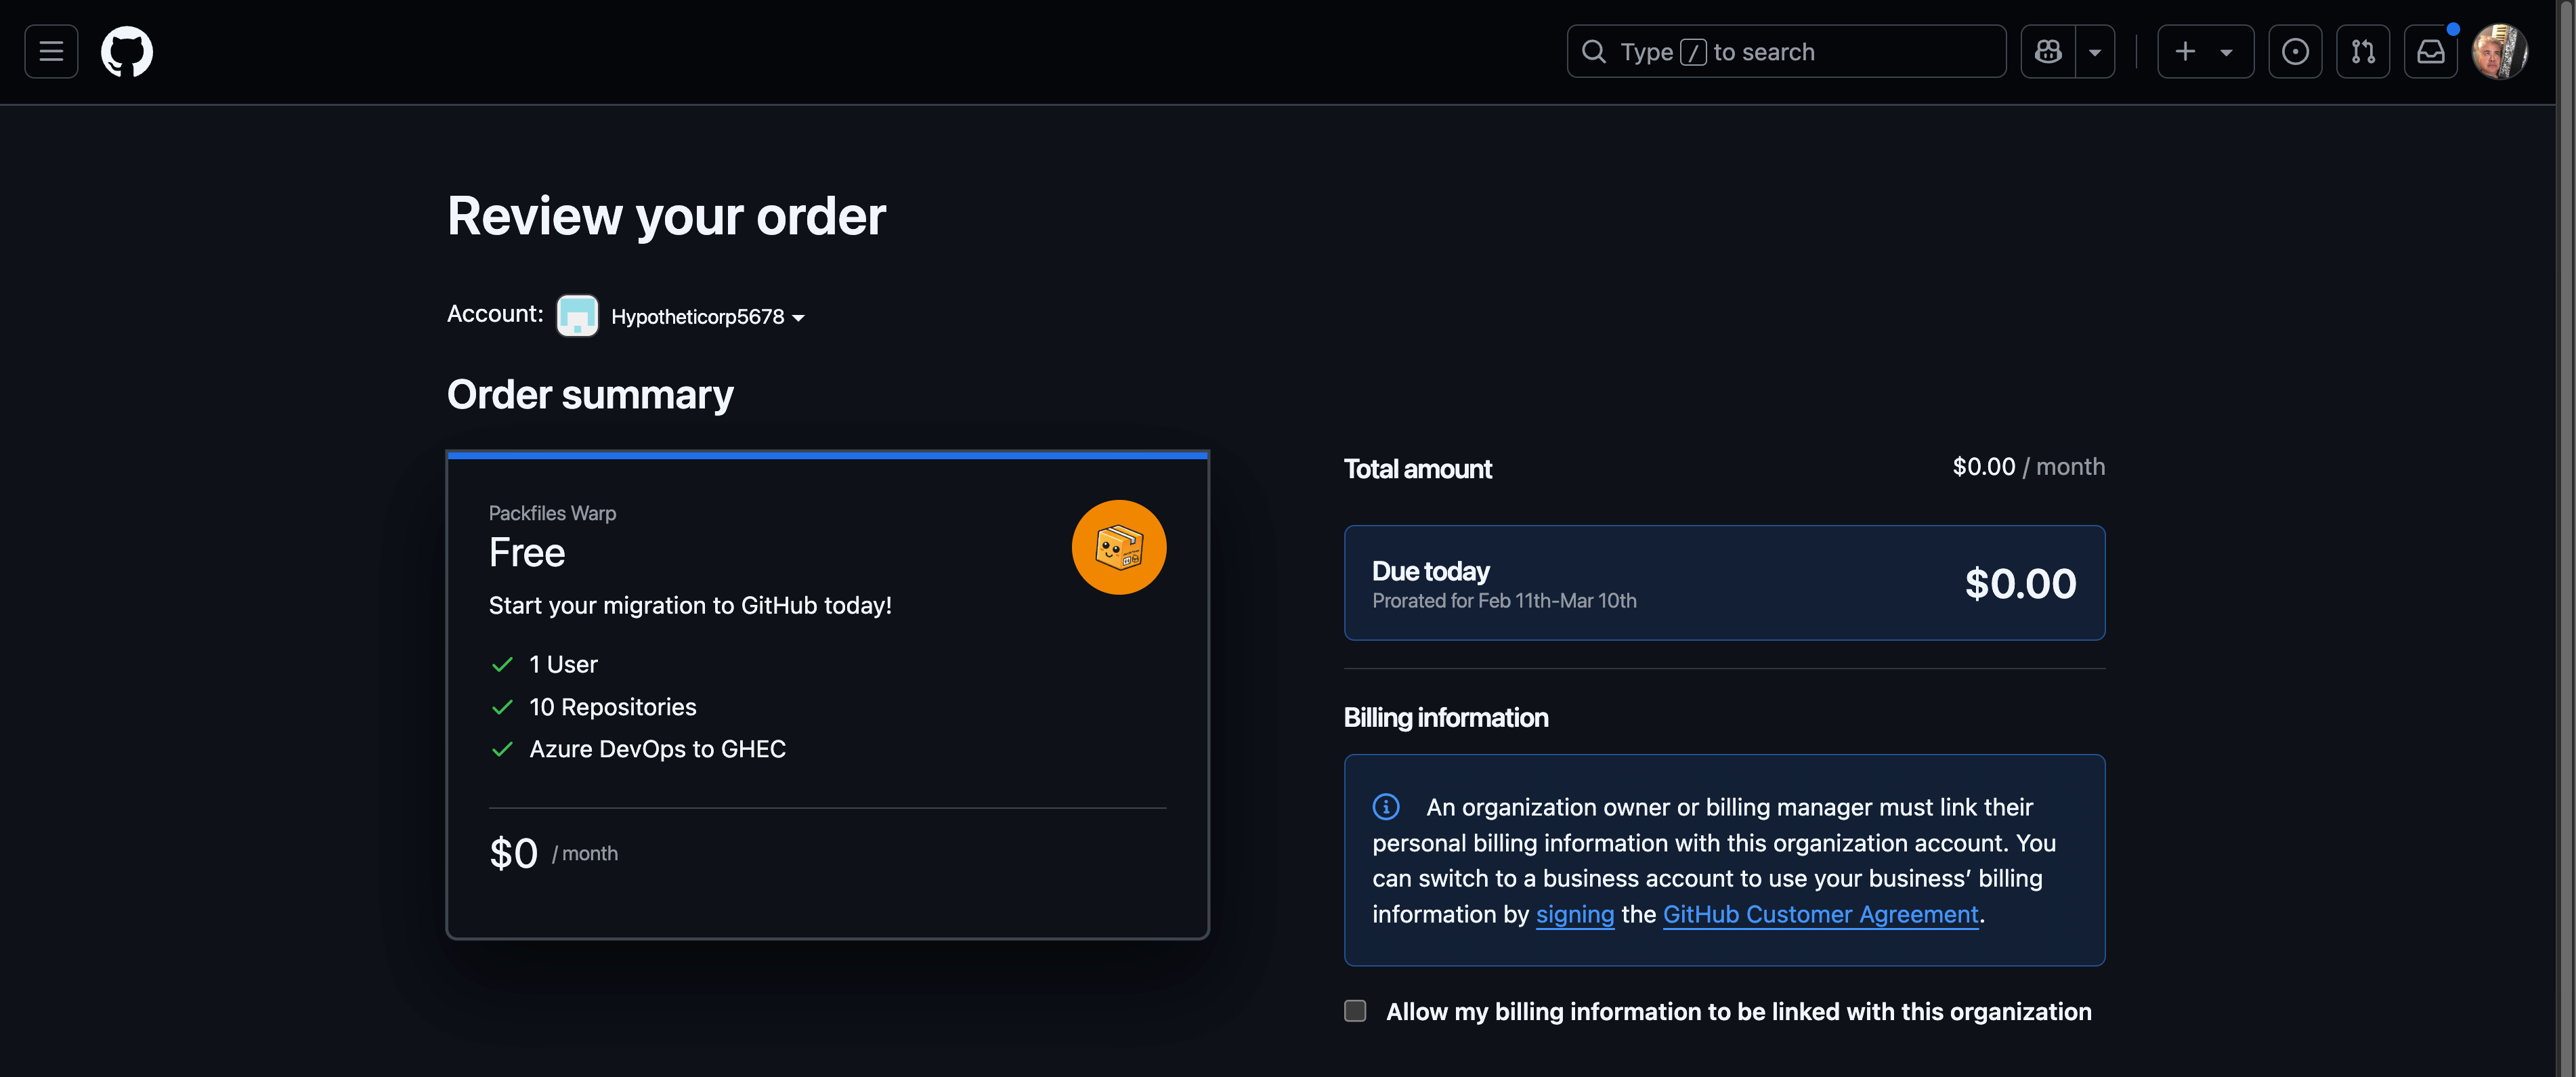 Type / to search
Review your order
Account: Hypotheticorp5678
Order summary
Packfiles Warp
Free
Start your migration to GitHub today!
1 User
10 Repositories
Azure DevOps to GHEC
$0 / month
Total amount $0.00 / month
Due today $0.00
Prorated for Feb 11th-Mar 10th
Billing information
An organization owner or billing manager must link their
personal billing information with this organization account. You
can switch to a business account to use your business’ billing
information by signing the GitHub Customer Agreement.
Allow my billing information to be linked with this organization